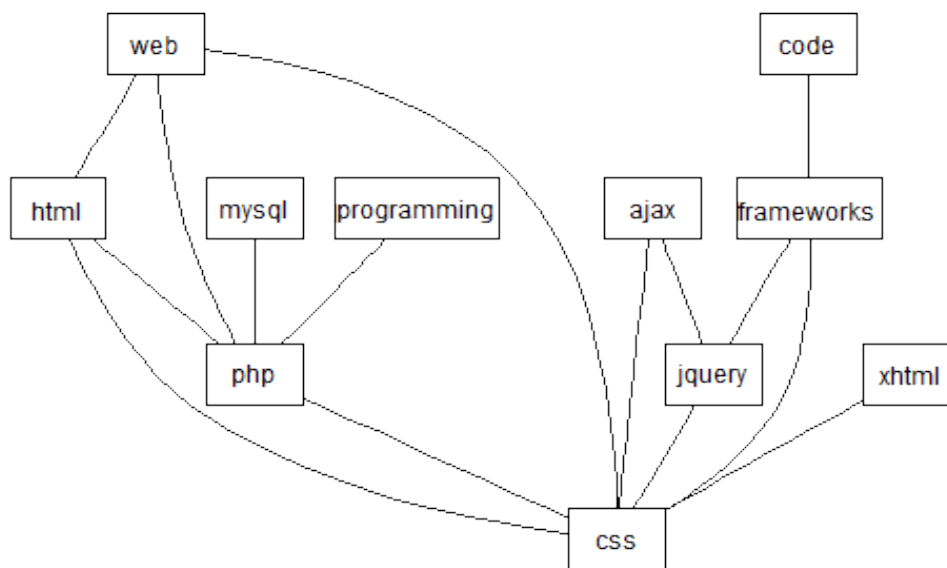 web
code
html
mysql
programming
ajax
frameworks
php
jquery
xhtml
css